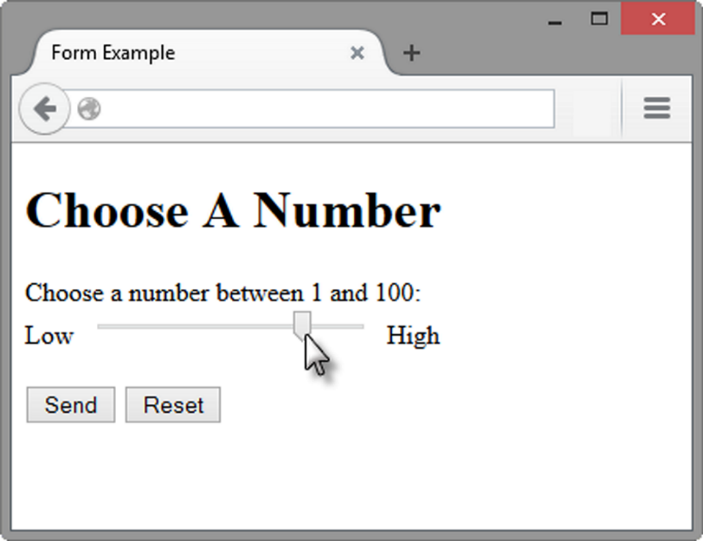 Form Example
Choose A Number
Choose a number between 1 and 100:
Low High
Send Reset